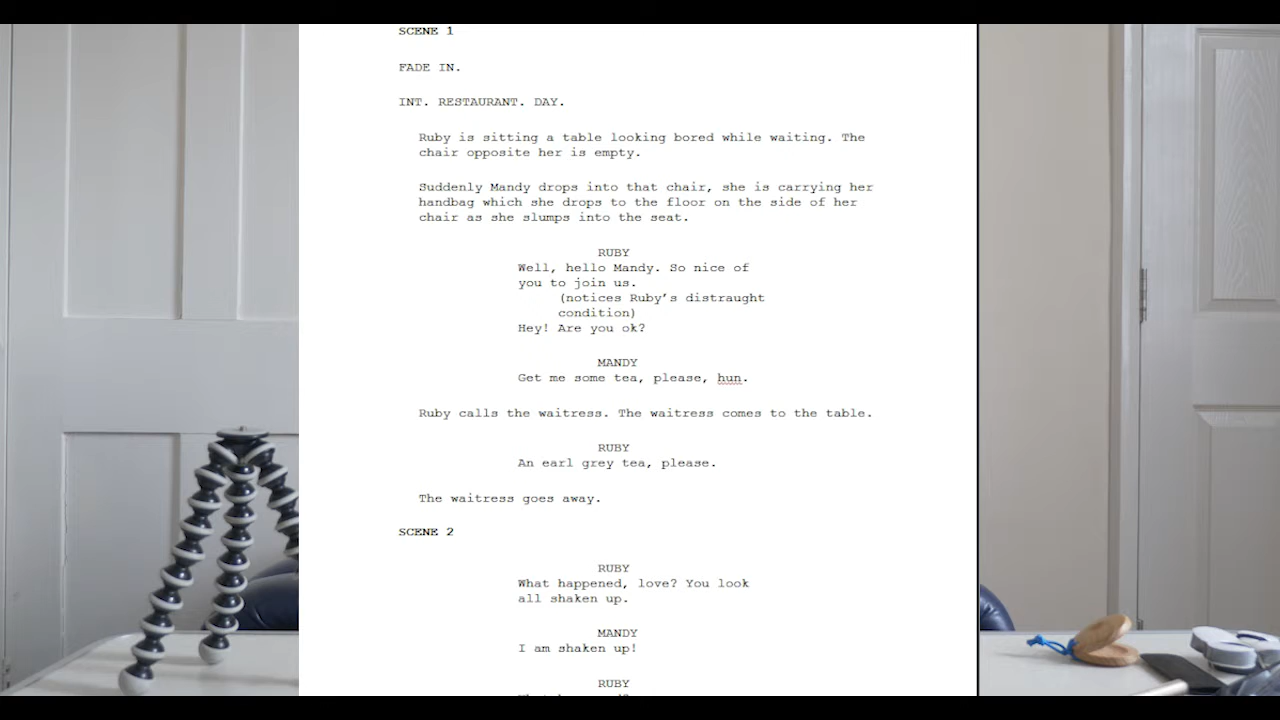 SCENE 1
FADE IN.
INT. RESTAURANT. DAY.
Ruby is sitting a table looking bored while waiting. The
chair opposite her is empty.
Suddenly Mandy drops into that chair, she is carrying her
handbag which she drops to the floor on the side of her
chair as she slumps into the seat.
RUBY
Well, hello Mandy. So nice of
you to join us.
(notices Ruby's distraught
condition)
Hey! Are you ok?
MANDY
Get me some tea, please, hun.
Ruby calls the waitress. The waitress comes to the table.
RUBY
An earl grey tea, please.
The waitress goes away.
SCENE 2
RUBY
What happened, love? You look
all shaken up.
MANDY
I am shaken up!
RUBY